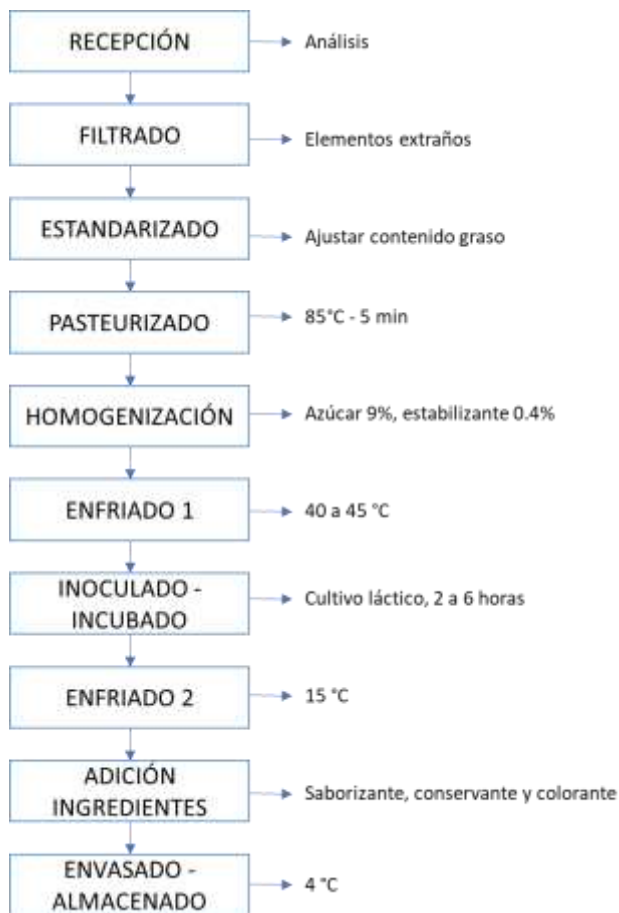 RECEPCIÓN
Análisis
FILTRADO
Elementos extraños
ESTANDARIZADO
Ajustar contenido graso
PASTEURIZADO
85°C - 5 min
HOMOGENIZACIÓN
Azúcar 9%, estabilizante 0.4%
ENFRIADO 1
40 a 45 °C
INOCULADO -
INCUBADO
Cultivo láctico, 2 a 6 horas
ENFRIADO 2
15 °C
ADICIÓN
INGREDIENTES
Saborizante, conservante y colorante
ENVASADO -
ALMACENADO
4 °C